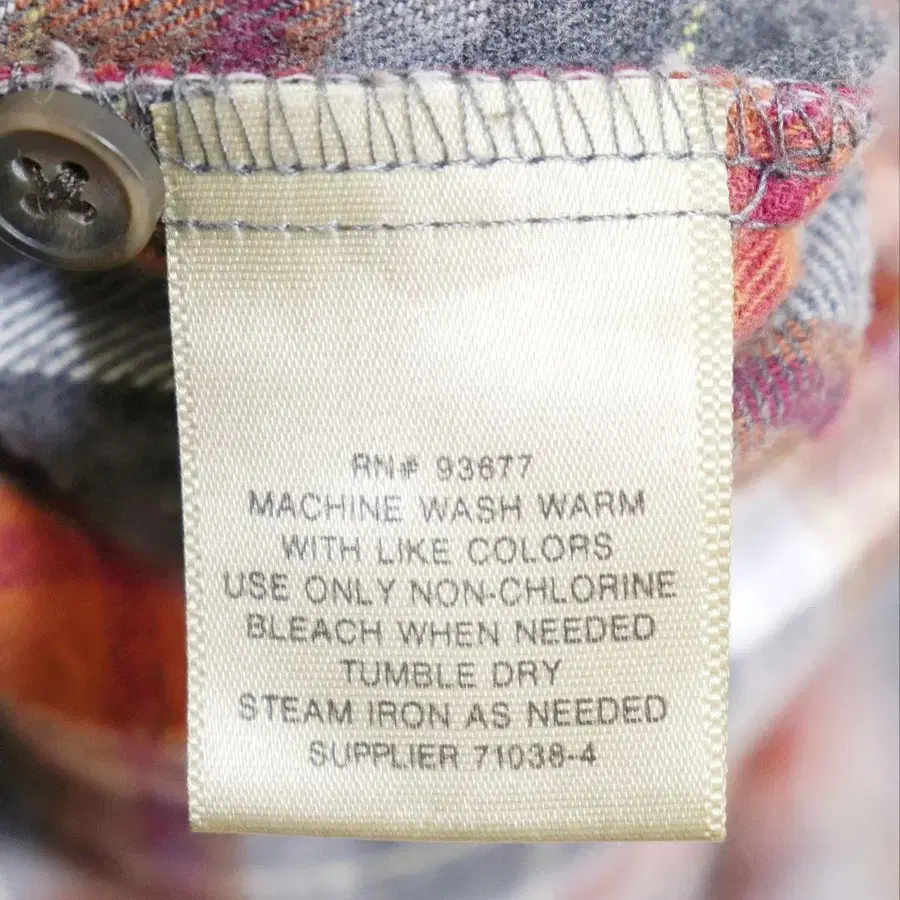 RN# 93677
MACHINE WASH WARM
WITH LIKE COLORS
USE ONLY NON-CHLORINE
BLEACH WHEN NEEDED
TUMBLE DRY
STEAM IRON AS NEEDED
SUPPLIER 71038-4